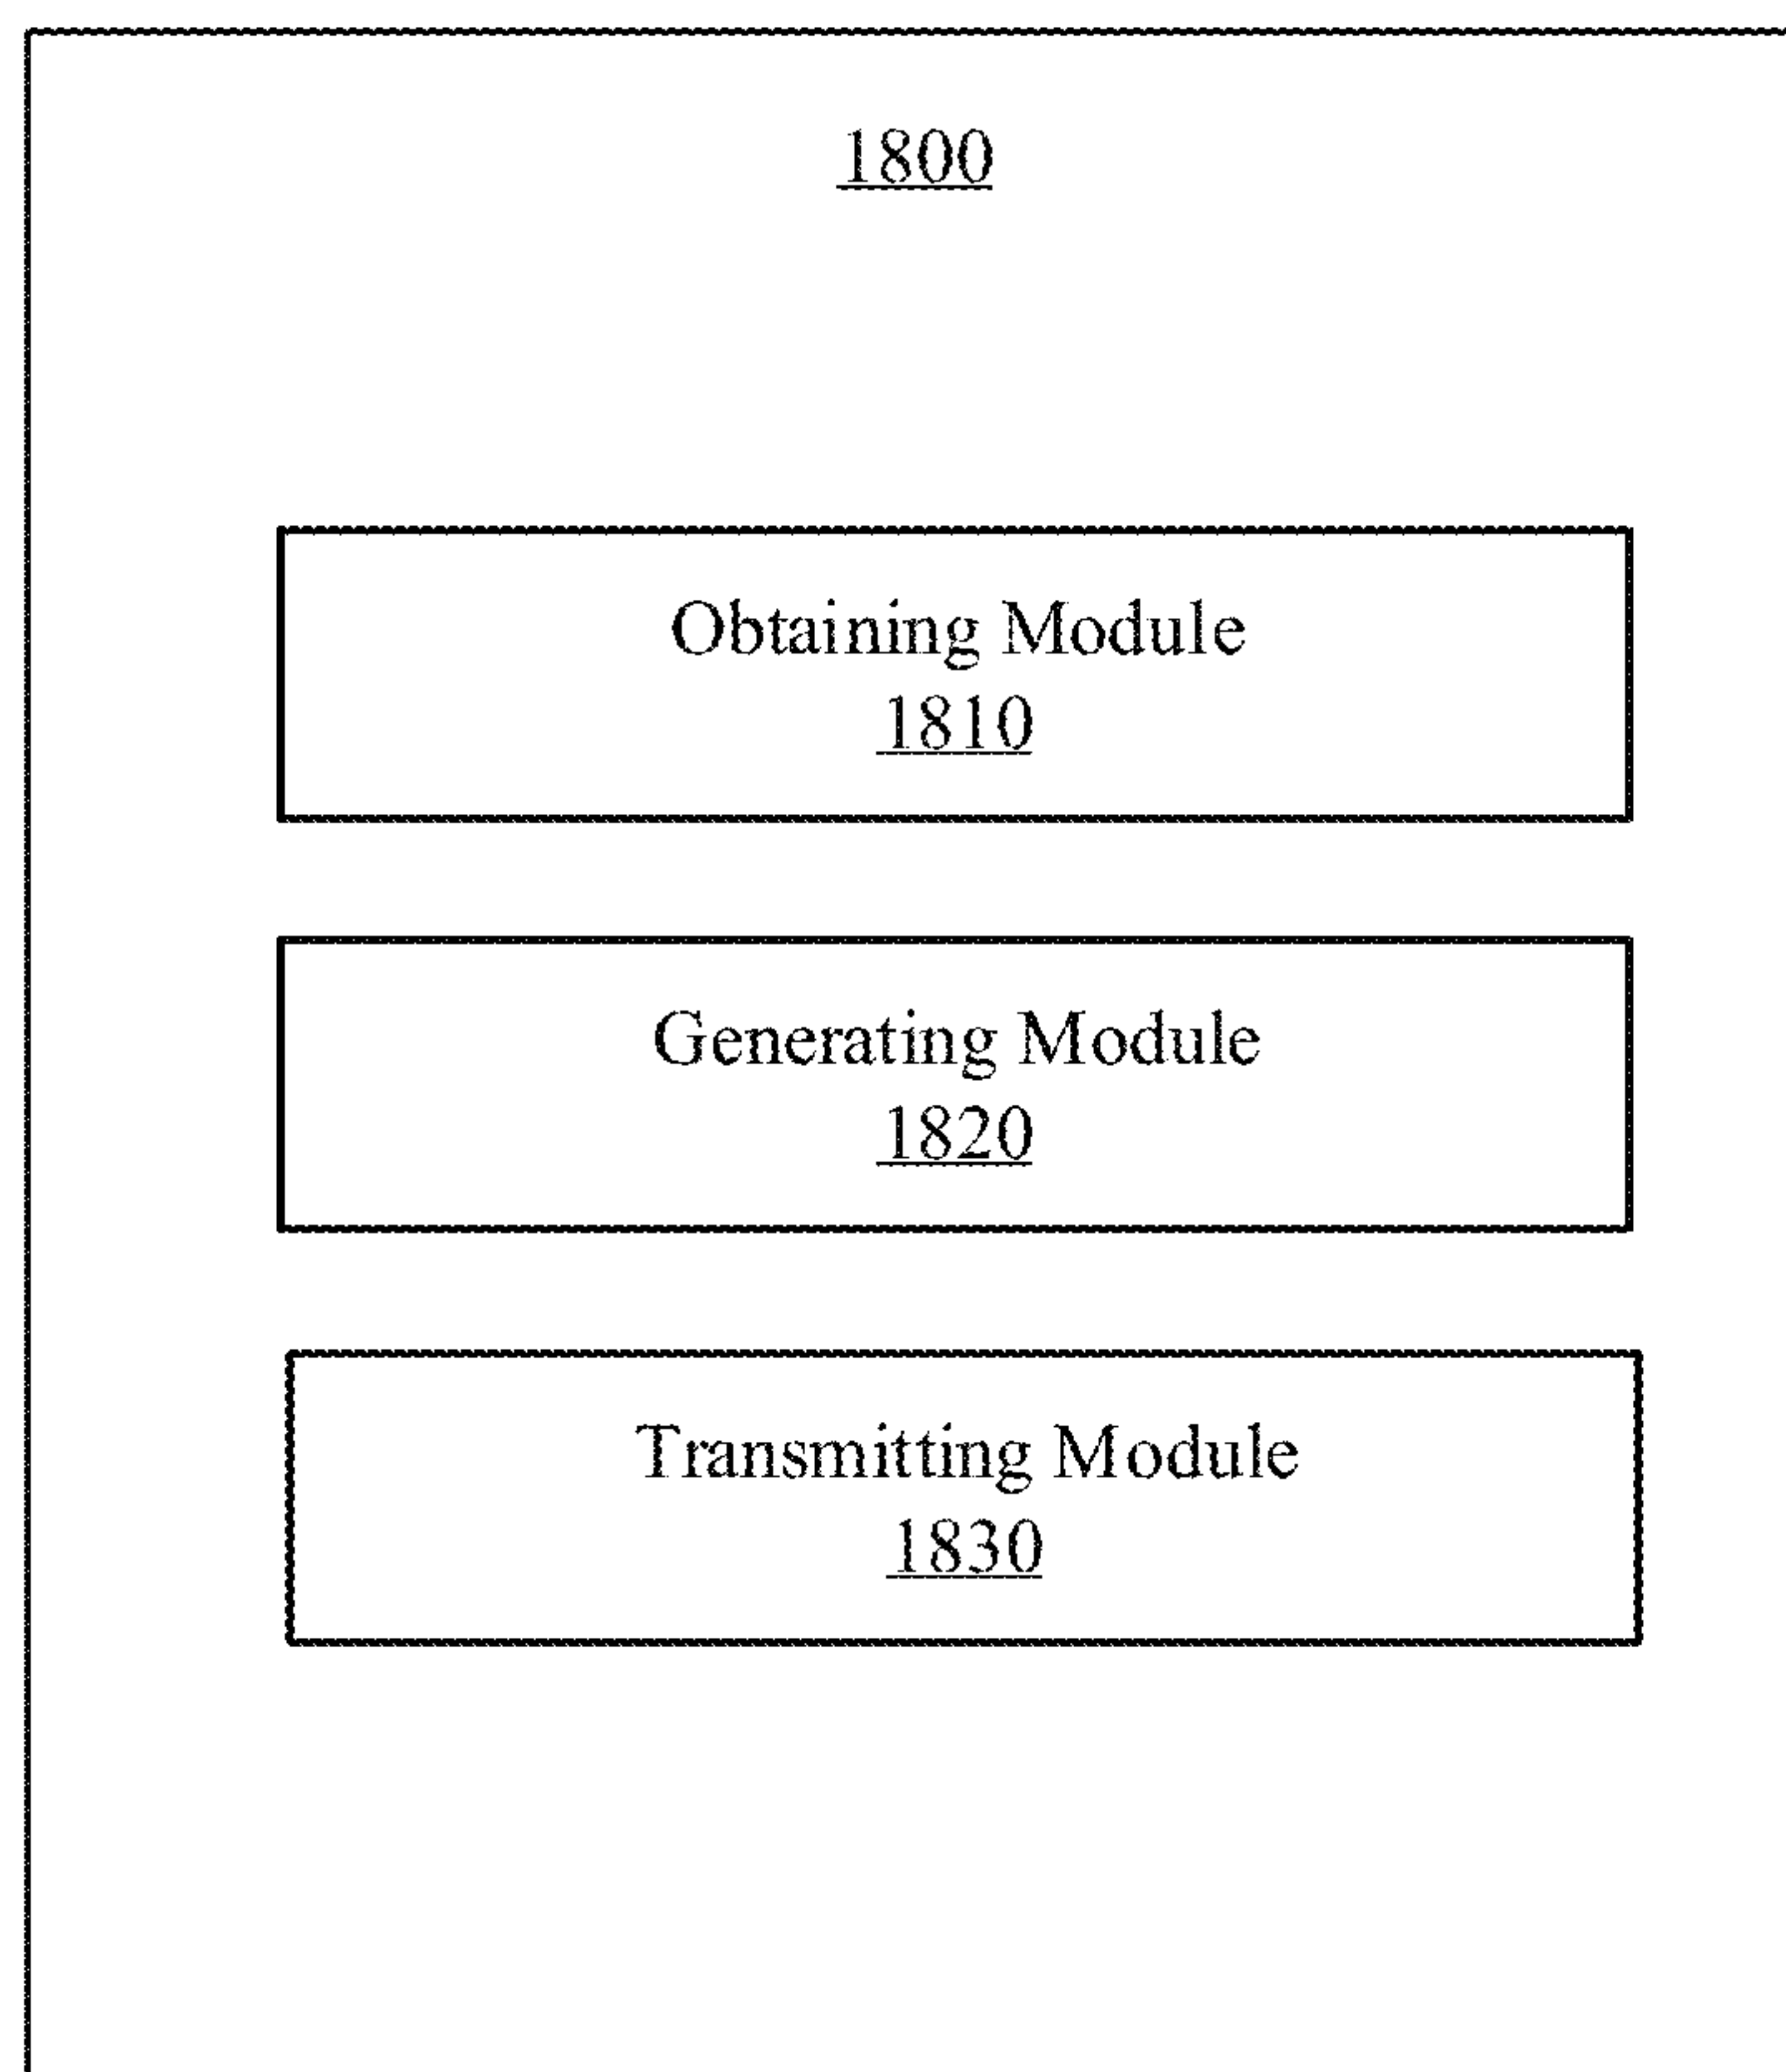 1800
Obtaining Module
1810
Generating Module
1820
Transmitting Module
1830